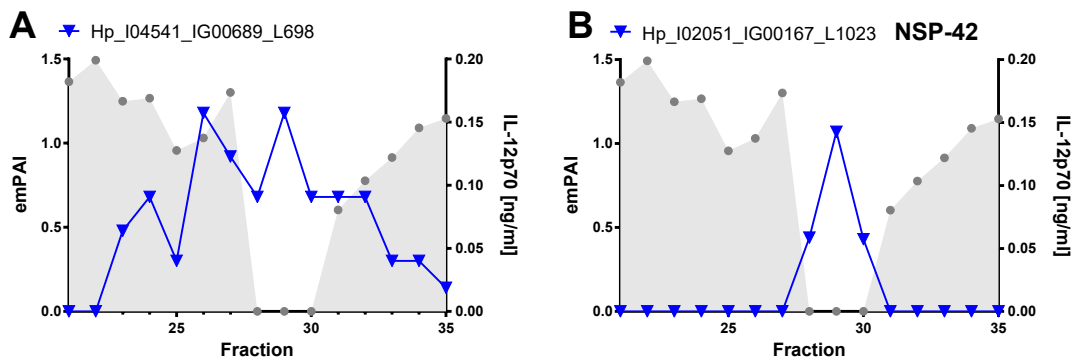 A
Hp_I04541_IG00689_L698
1.5
1.0
0.5
0.0
emPAI
0.20
0.15
0.10
0.05
0.00
IL-12p70 [ng/ml]
25
30
35
Fraction
B
Hp_I02051_IG00167_L1023 NSP-42
1.5
1.0
0.5
0.0
emPAI
0.20
0.15
0.10
0.05
0.00
IL-12p70 [ng/ml]
25
30
35
Fraction